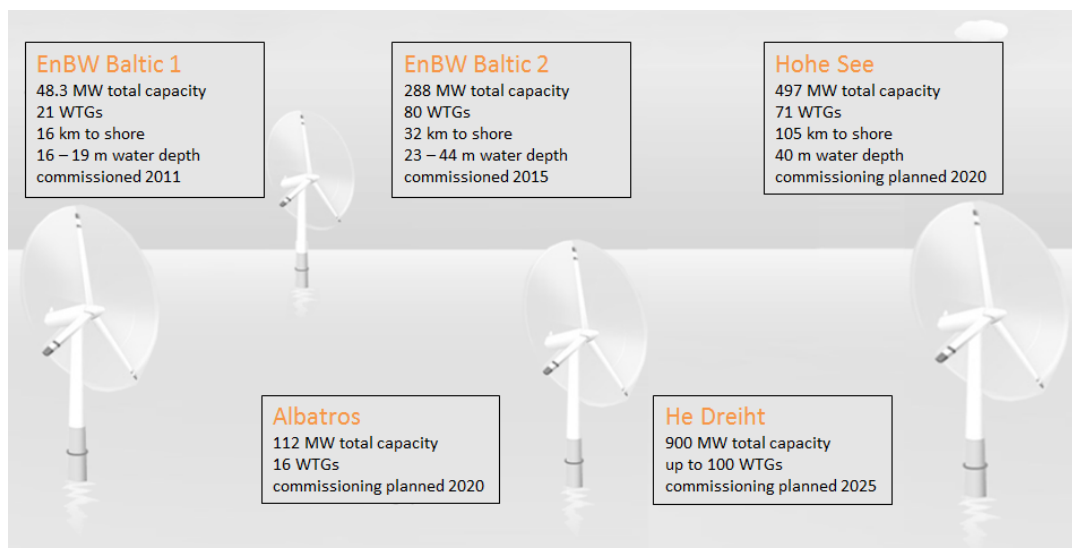 EnBW Baltic 1
48.3 MW total capacity
21 WTGs
16 km to shore
16 – 19 m water depth
commissioned 2011
EnBW Baltic 2
288 MW total capacity
80 WTGs
32 km to shore
23 – 44 m water depth
commissioned 2015
Hohe See
497 MW total capacity
71 WTGs
105 km to shore
40 m water depth
commissioning planned 2020
Albatros
112 MW total capacity
16 WTGs
commissioning planned 2020
He Dreiht
900 MW total capacity
up to 100 WTGs
commissioning planned 2025